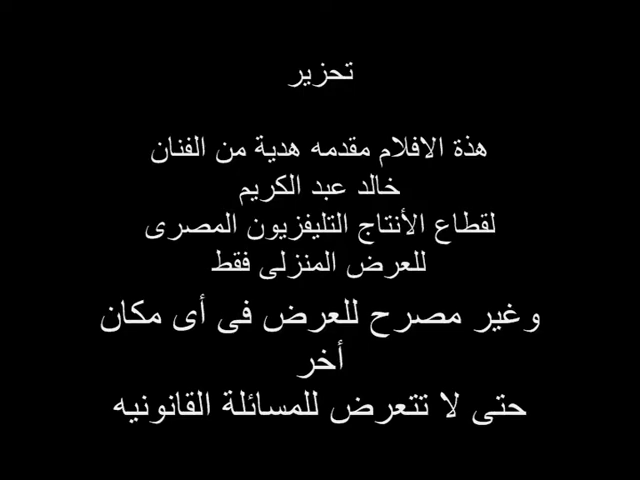 تحزير
هذة الافلام مقدمه هدية من الفنان
خالد عبد الكريم
لقطاع الأنتاج التليفزيون المصرى
للعرض المنزلى فقط
وغير مصرح للعرض فى أى مكان
أخر
حتى لا تتعرض للمسائلة القانونيه